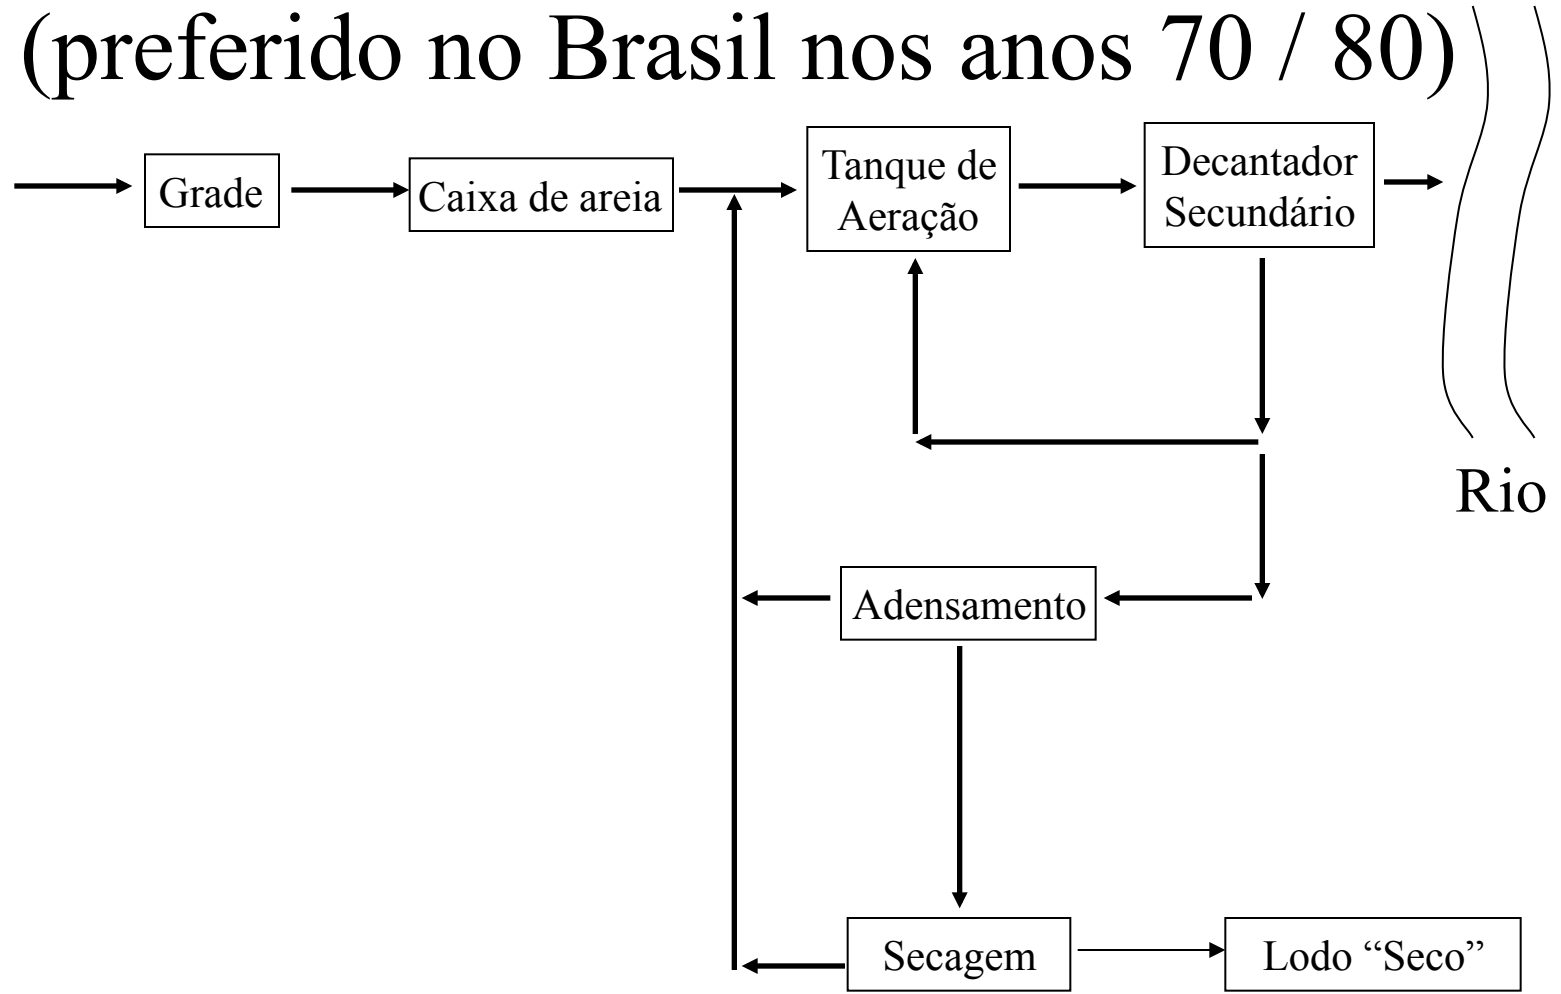 (preferido no Brasil nos anos 70 / 80)
Grade
Caixa de areia
Tanque de
Aeração
Decantador
Secundário
Rio
Adensamento
Secagem
Lodo “Seco”